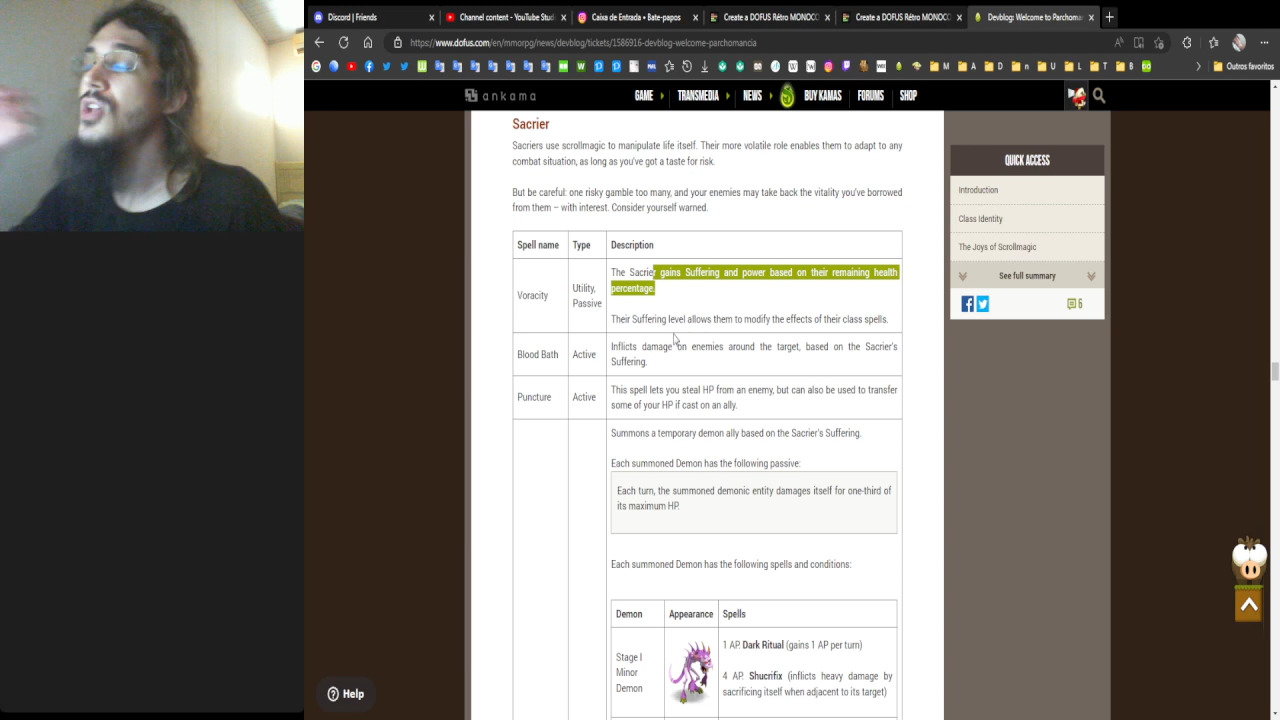 Discord | Friends
Channel content - YouTube Stud
Caixa de Entrada • Bate-papos
Create a DOFUS Rétro MONOCO
Create a DOFUS Rétro MONOCO
Devblog: Welcome to Parchoma
https://www.dofus.com/en/mmorpg/news/devblog/tickets/1586916-devblog-welcome-parchomancia
M
A
D
n
U
L
T
B
Outros favoritos
ankama
GAME
TRANSMEDIA
NEWS
BUY KAMAS
FORUMS
SHOP
Sacrier
Sacriers use scrollmagic to manipulate life itself. Their more volatile role enables them to adapt to any
combat situation, as long as you've got a taste for risk.
But be careful: one risky gamble too many, and your enemies may take back the vitality you've borrowed
from them – with interest. Consider yourself warned.
Spell name
Type
Description
Voracity
Utility,
Passive
The Sacrier gains Suffering and power based on their remaining health
percentage.
Their Suffering level allows them to modify the effects of their class spells.
Blood Bath
Active
Inflicts damage on enemies around the target, based on the Sacrier's
Suffering.
Puncture
Active
This spell lets you steal HP from an enemy, but can also be used to transfer
some of your HP if cast on an ally.
Summons a temporary demon ally based on the Sacrier's Suffering.
Each summoned Demon has the following passive:
Each turn, the summoned demonic entity damages itself for one-third of
its maximum HP.
Each summoned Demon has the following spells and conditions:
Demon
Appearance
Spells
Stage I
Minor
Demon
1 AP. Dark Ritual (gains 1 AP per turn)
4 AP. Shucrifix (inflicts heavy damage by
sacrificing itself when adjacent to its target)
QUICK ACCESS
Introduction
Class Identity
The Joys of Scrollmagic
See full summary
6
Help